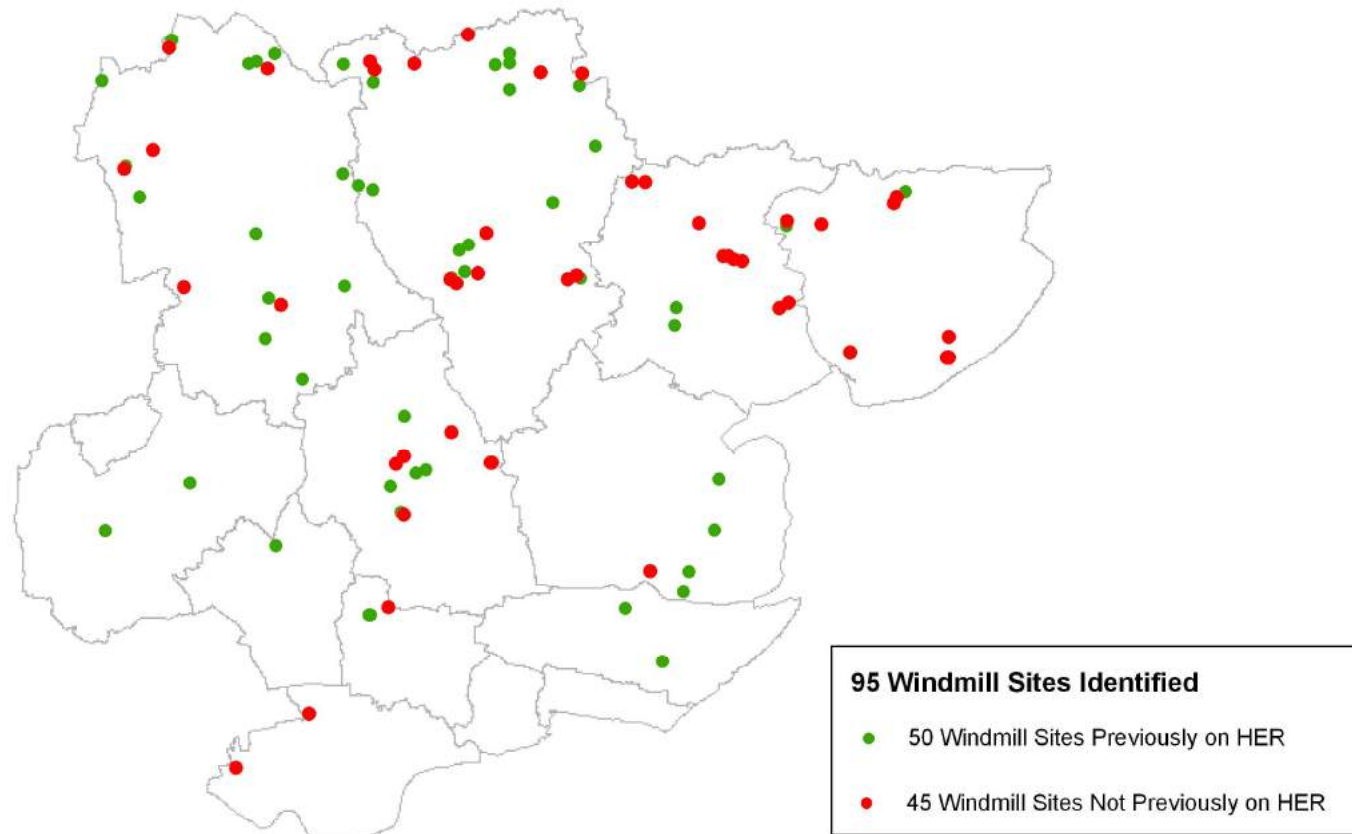 95 Windmill Sites Identified
50 Windmill Sites Previously on HER
45 Windmill Sites Not Previously on HER